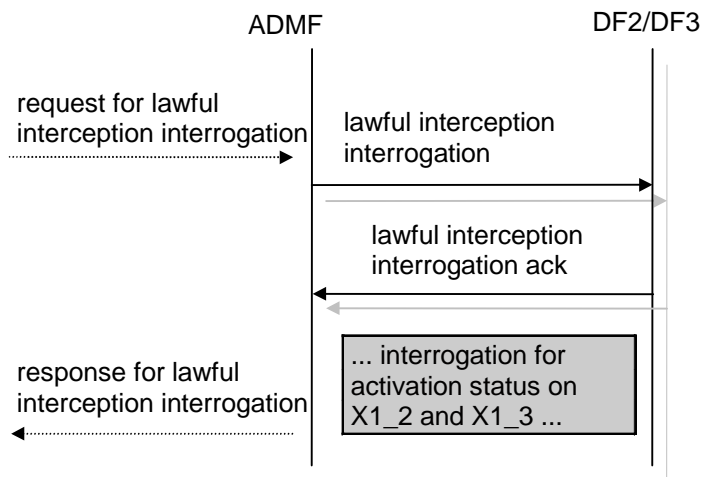 ADMF
DF2/DF3
request for lawful
interception interrogation
lawful interception
interrogation
lawful interception
interrogation ack
... interrogation for
activation status on
X1_2 and X1_3 ...
response for lawful
interception interrogation